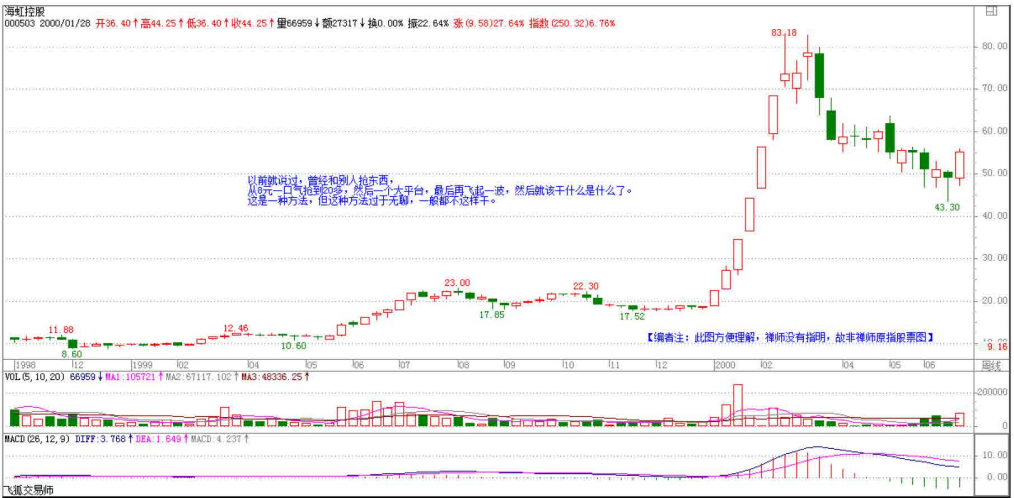 海虹控股
000503 2000/01/28 开36.40↑高44.25↑低36.40↑收44.25↑量66959↓额27317↓换0.00% 振22.64% 涨(9.58)27.64% 指数(250.32)6.76%
83.18
80.00
70.00
60.00
50.00
40.00
30.00
20.00
以前就说过，曾经和别人抢东西，
从8元一口气抢到20多，然后一个大平台，最后再飞起一波，然后就该干什么是什么了。
这是一种方法，但这种方法过于无聊，一般都不这样干。
43.30
23.00
22.30
17.85
17.52
11.88
12.46
8.60
10.60
【编者注：此图方便理解，禅师没有指明，故非禅师原指股票图】
9.16
1998 12 1999 02 04 05 06 07 08 09 10 11 12 2000 02 04 05 06 周线
VOL(5,10,20) 66959↓MA1:105721↑MA2:67117.102↑MA3:48336.25↑
200000
0
MACD(26,12,9) DIFF:3.768↑DEA:1.649↑MACD:4.237↑
10.00
0.00
飞狐交易师